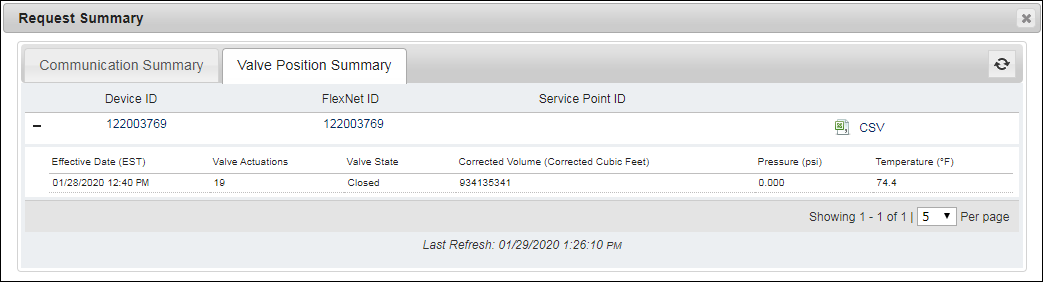 Request Summary
Communication Summary Valve Position Summary
Device ID FlexNet ID Service Point ID
122003769 122003769 CSV
Effective Date (EST) Valve Actuations Valve State Corrected Volume (Corrected Cubic Feet) Pressure (psi) Temperature (°F)
01/28/2020 12:40 PM 19 Closed 934135341 0.000 74.4
Showing 1 - 1 of 1 | 5 Per page
Last Refresh: 01/29/2020 1:26:10 PM